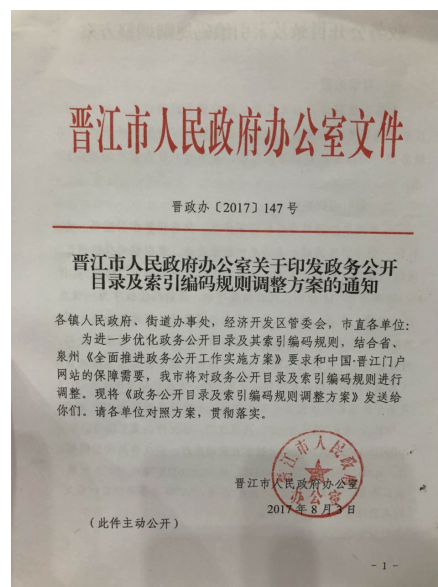 晋江市人民政府办公室文件
晋政办〔2017〕147号
晋江市人民政府办公室关于印发政务公开
目录及索引编码规则调整方案的通知
各镇人民政府、街道办事处，经济开发区管委会，市直各单位：
为进一步优化政务公开目录及其索引编码规则，结合省、
泉州《全面推进政务公开工作实施方案》要求和中国·晋江门户
网站的保障需要，我市将对政务公开目录及索引编码规则进行
调整。现将《政务公开目录及索引编码规则调整方案》发送给
你们。请各单位对照方案，贯彻落实。
晋江市人民政府
办公室
晋江市人民政府办公室
2017年8月3日
（此件主动公开）
- 1 -